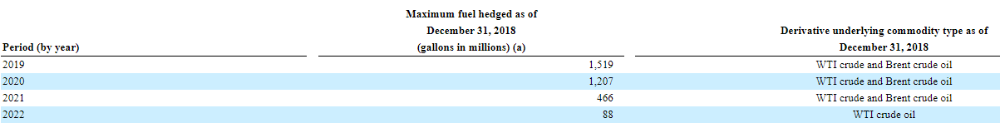 Maximum fuel hedged as of
December 31, 2018 Derivative underlying commodity type as of
Period (by year) (gallons in millions) (a) December 31, 2018
2019 1,519 WTI crude and Brent crude oil
2020 1,207 WTI crude and Brent crude oil
2021 466 WTI crude and Brent crude oil
2022 88 WTI crude oil